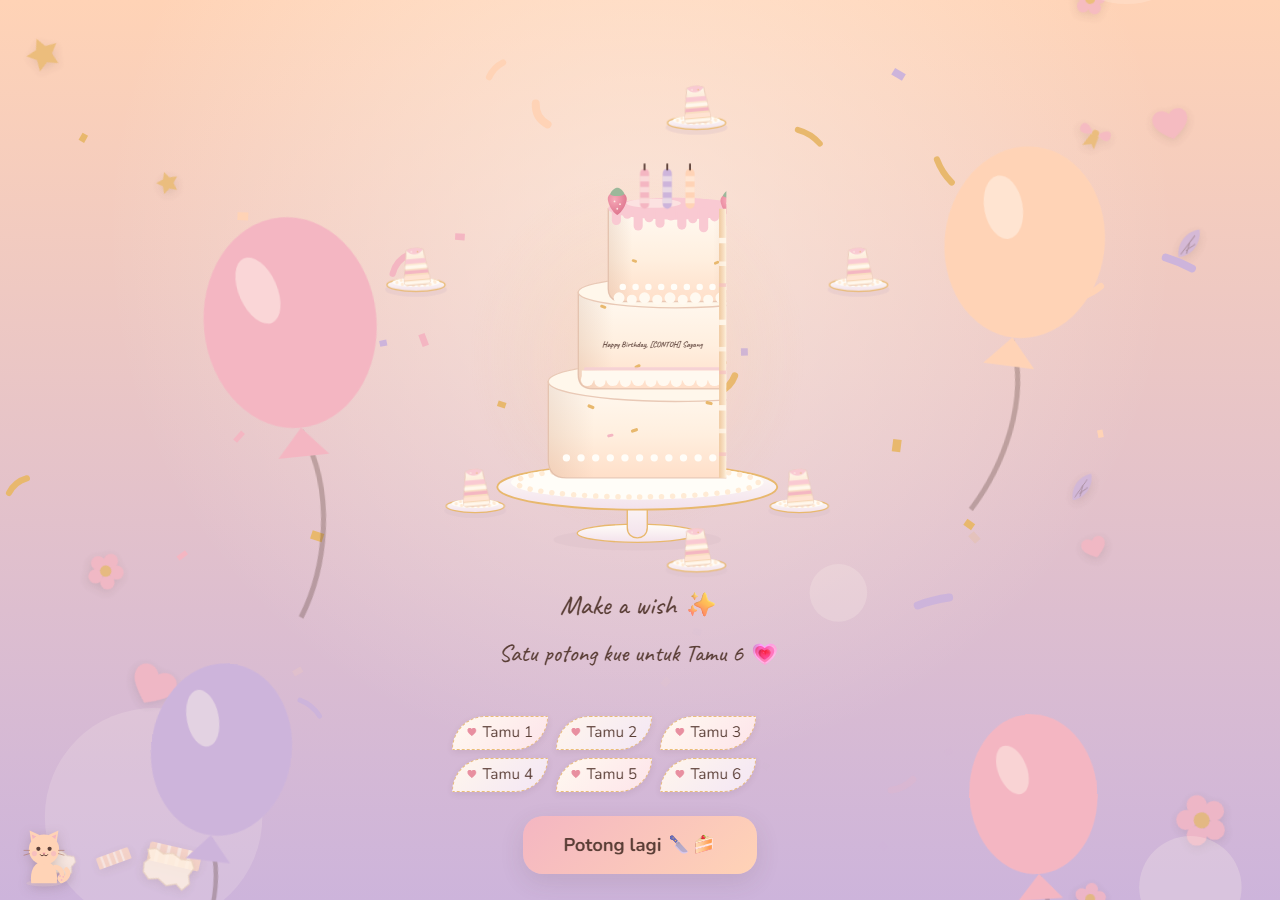 Happy Birthday, [CONTOH] Sayang
Make a wish ✨
Satu potong kue untuk Tamu 6 💗
Tamu 1
Tamu 2
Tamu 3
Tamu 4
Tamu 5
Tamu 6
Potong lagi 🔪🍰